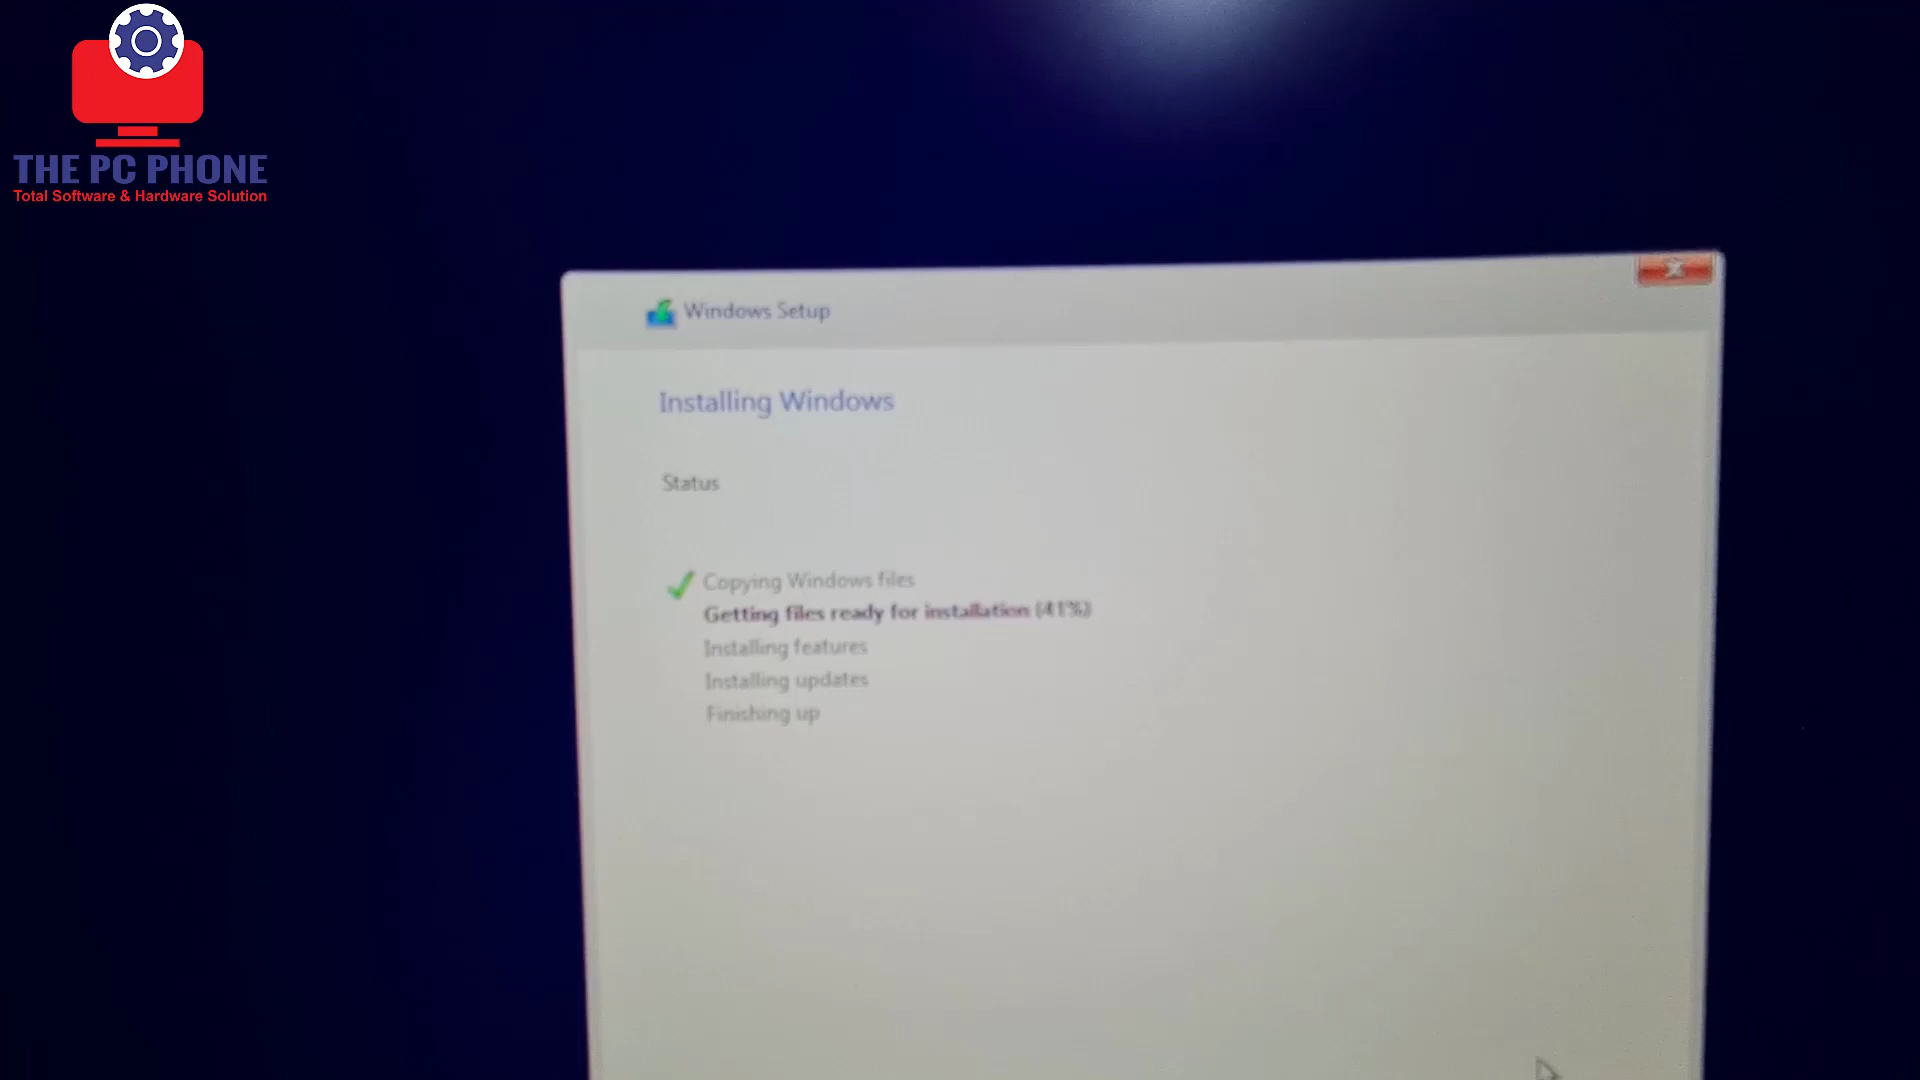 THE PC PHONE
Total Software & Hardware Solution
Windows Setup
Installing Windows
Status
Copying Windows files
Getting files ready for installation (41%)
Installing features
Installing updates
Finishing up